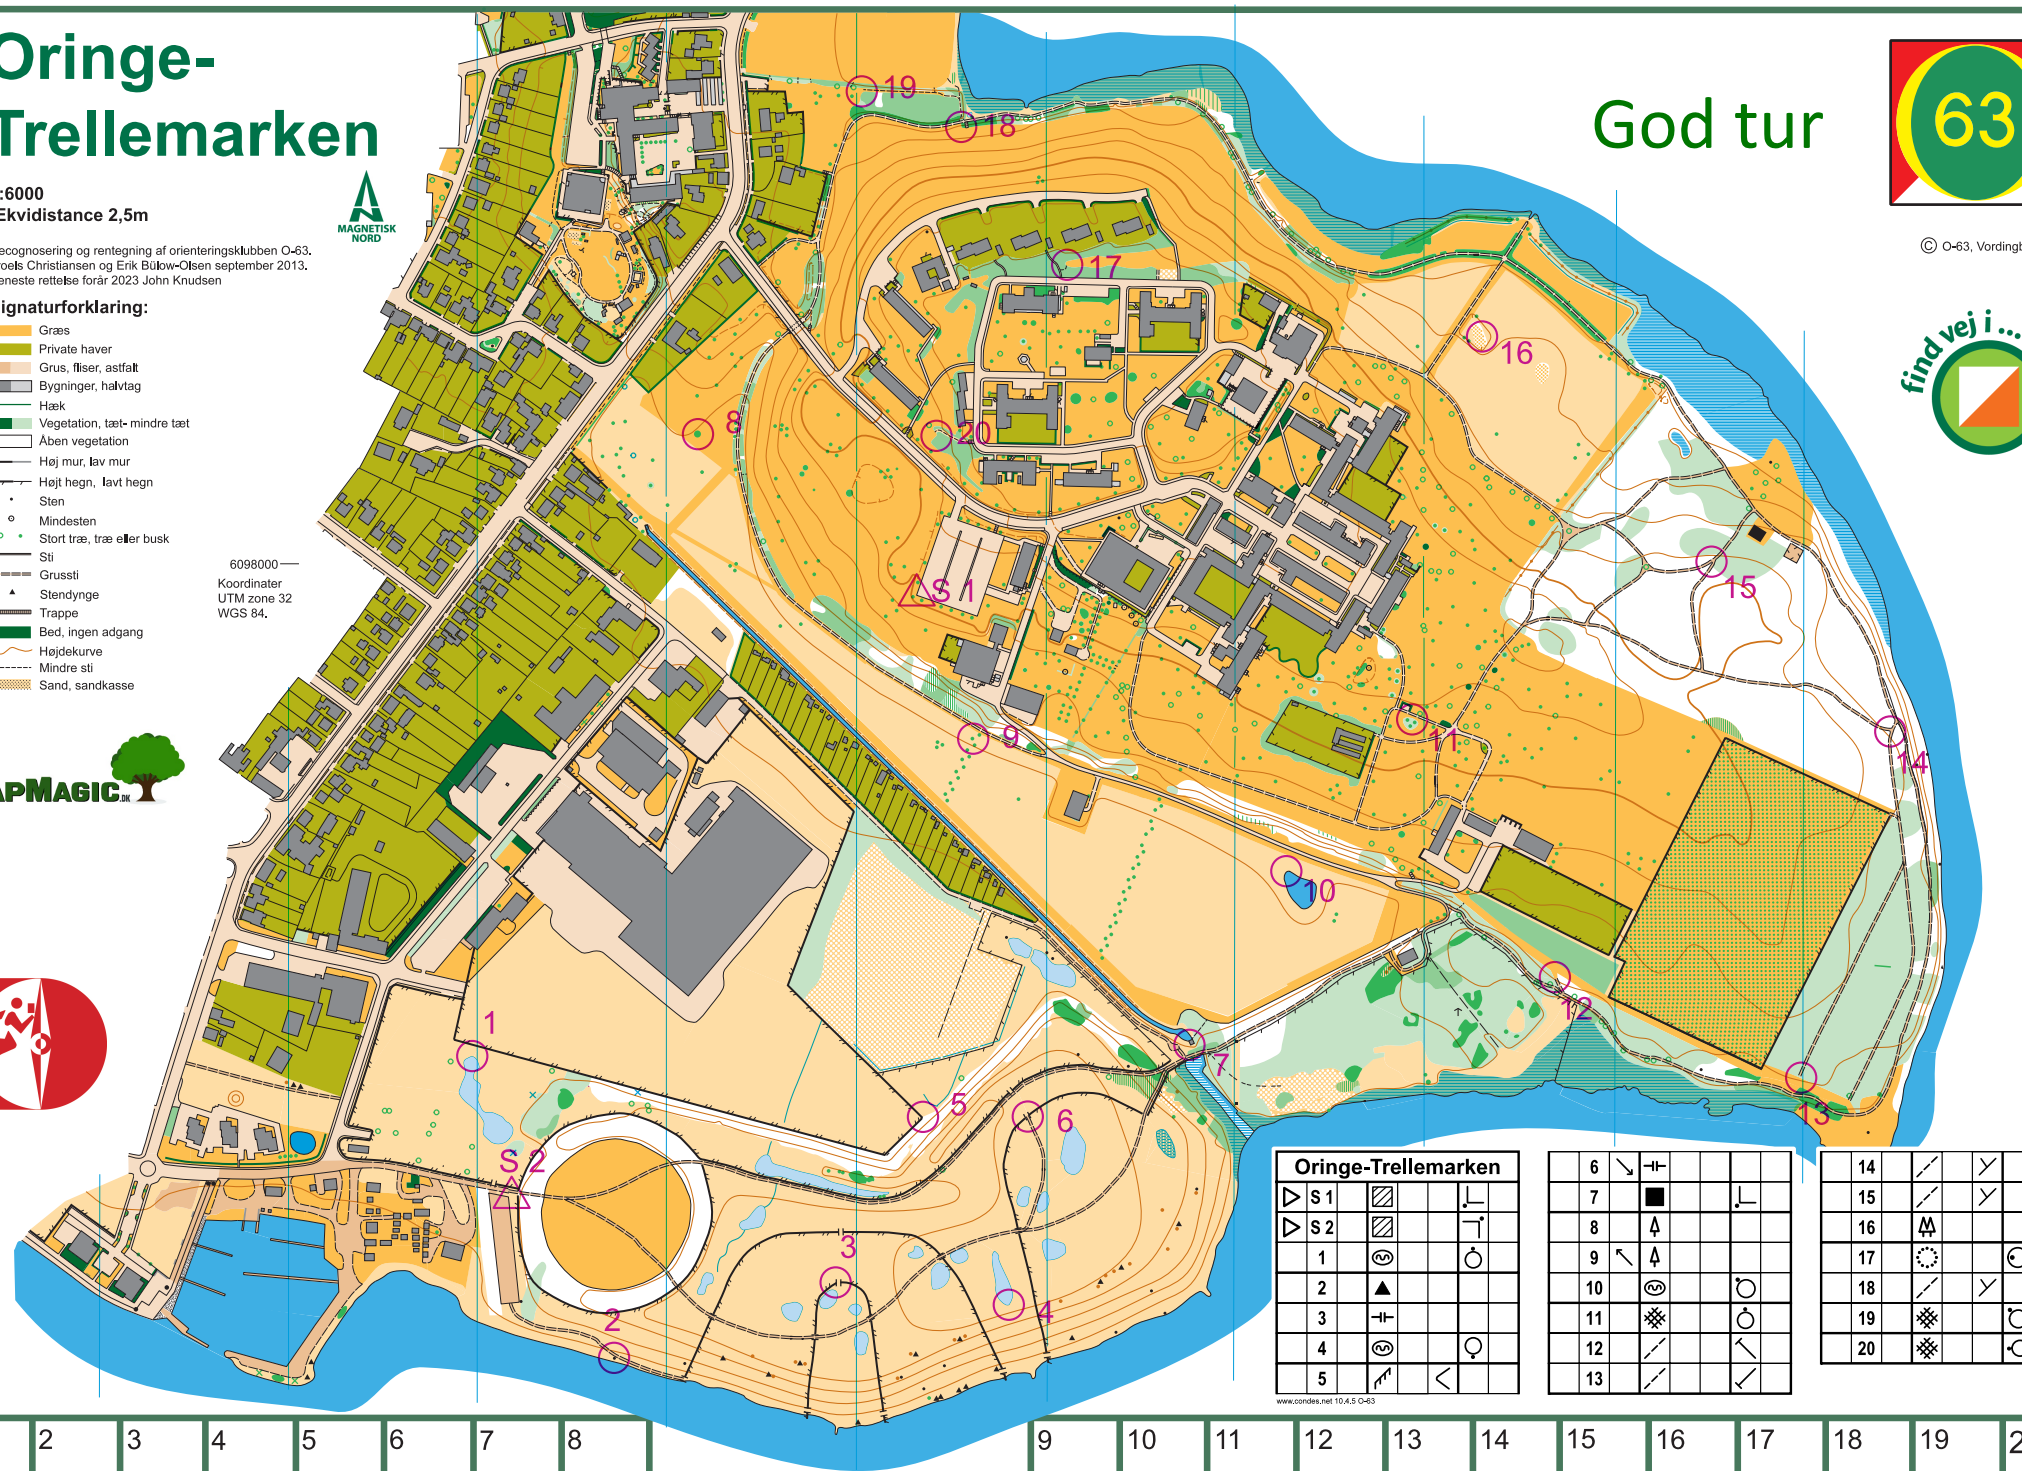 Oringe-
Trellemarken
:6000
Ekvidistance 2,5m
ecognosering og rentegning af orienteringsklubben O-63.
roels Christiansen og Erik Bülow-Olsen september 2013.
eneste rettelse forår 2023 John Knudsen
MAGNETISK
NORD
ignaturforklaring:
Græs
Private haver
Grus, fliser, astfalt
Bygninger, halvtag
Hæk
Vegetation, tæt- mindre tæt
Åben vegetation
Høj mur, lav mur
Højt hegn, lavt hegn
Sten
Mindesten
Stort træ, træ eller busk
Sti
Grussti
Stendynge
Trappe
Bed, ingen adgang
Højdekurve
Mindre sti
Sand, sandkasse
6098000
Koordinater
UTM zone 32
WGS 84.
APMAGIC.DK
God tur
63
© O-63, Vordingb
find vej i ...
19
18
17
16
8
20
S 1
15
9
11
14
10
12
1
7
13
5
6
S 2
3
4
2
Oringe-Trellemarken
S 1
S 2
1
2
3
4
5
6
7
8
9
10
11
12
13
14
15
16
17
18
19
20
www.condes.net 10.4.5 O-63
2 3 4 5 6 7 8 9 10 11 12 13 14 15 16 17 18 19 2